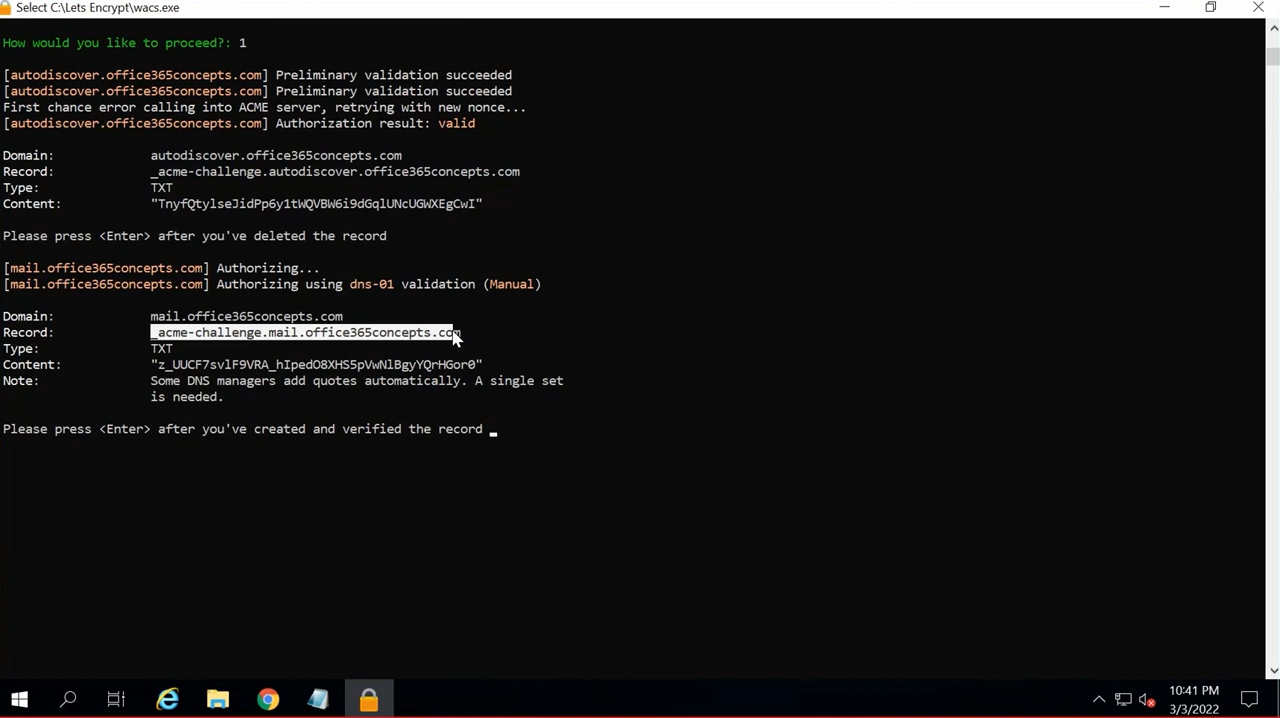 Select C:\Lets Encrypt\wacs.exe
How would you like to proceed?: 1
[autodiscover.office365concepts.com] Preliminary validation succeeded
[autodiscover.office365concepts.com] Preliminary validation succeeded
First chance error calling into ACME server, retrying with new nonce...
[autodiscover.office365concepts.com] Authorization result: valid
Domain: autodiscover.office365concepts.com
Record: _acme-challenge.autodiscover.office365concepts.com
Type: TXT
Content: "TnyfQtylseJidPp6y1tWQVBW6i9dGqlUNcUGWXEgCwI"
Please press <Enter> after you've deleted the record
[mail.office365concepts.com] Authorizing...
[mail.office365concepts.com] Authorizing using dns-01 validation (Manual)
Domain: mail.office365concepts.com
Record: _acme-challenge.mail.office365concepts.com
Type: TXT
Content: "z_UUCF7svlF9VRA_hIpedO8XHS5pVwNlBgyYQrHGor0"
Note: Some DNS managers add quotes automatically. A single set
is needed.
Please press <Enter> after you've created and verified the record
10:41 PM
3/3/2022